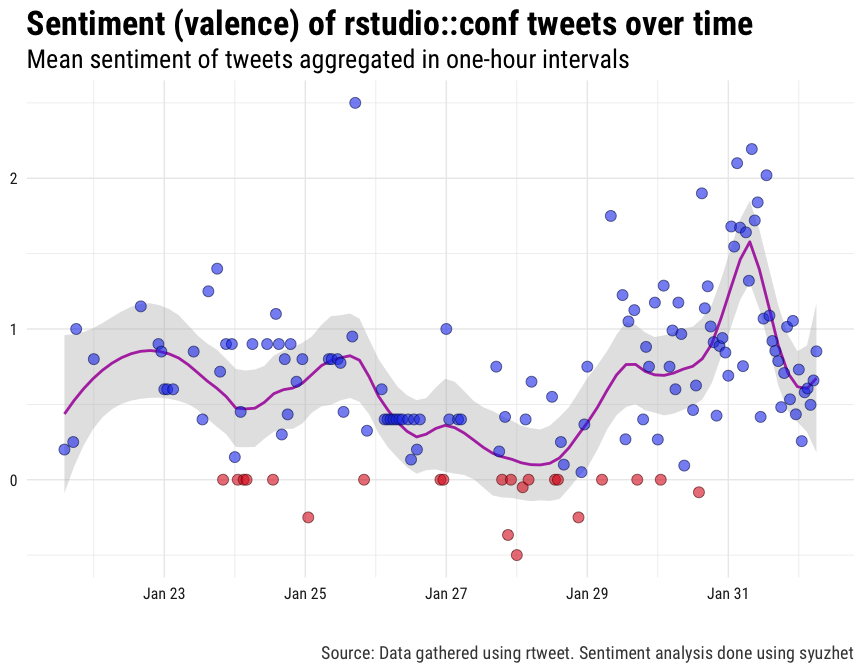 Sentiment (valence) of rstudio::conf tweets over time
Mean sentiment of tweets aggregated in one-hour intervals
2
1
0
Jan 23 Jan 25 Jan 27 Jan 29 Jan 31
Source: Data gathered using rtweet. Sentiment analysis done using syuzhet